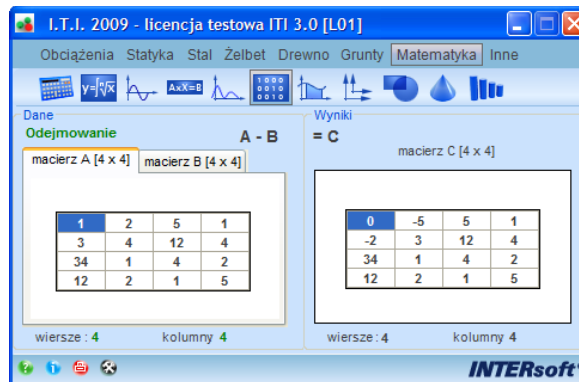 I.T.I. 2009 - licencja testowa ITI 3.0 [L01]
Obciążenia Statyka Stal Żelbet Drewno Grunty Matematyka Inne
y=∫√x AxX=B 1000 0010 0010
Dane
Odejmowanie A - B
macierz A [4 x 4] macierz B [4 x 4]
1 2 5 1
3 4 12 4
34 1 4 2
12 2 1 5
wiersze : 4 kolumny 4
Wyniki
= C
macierz C [4 x 4]
0 -5 5 1
-2 3 12 4
34 1 4 2
12 2 1 5
wiersze : 4 kolumny 4
INTERsoft